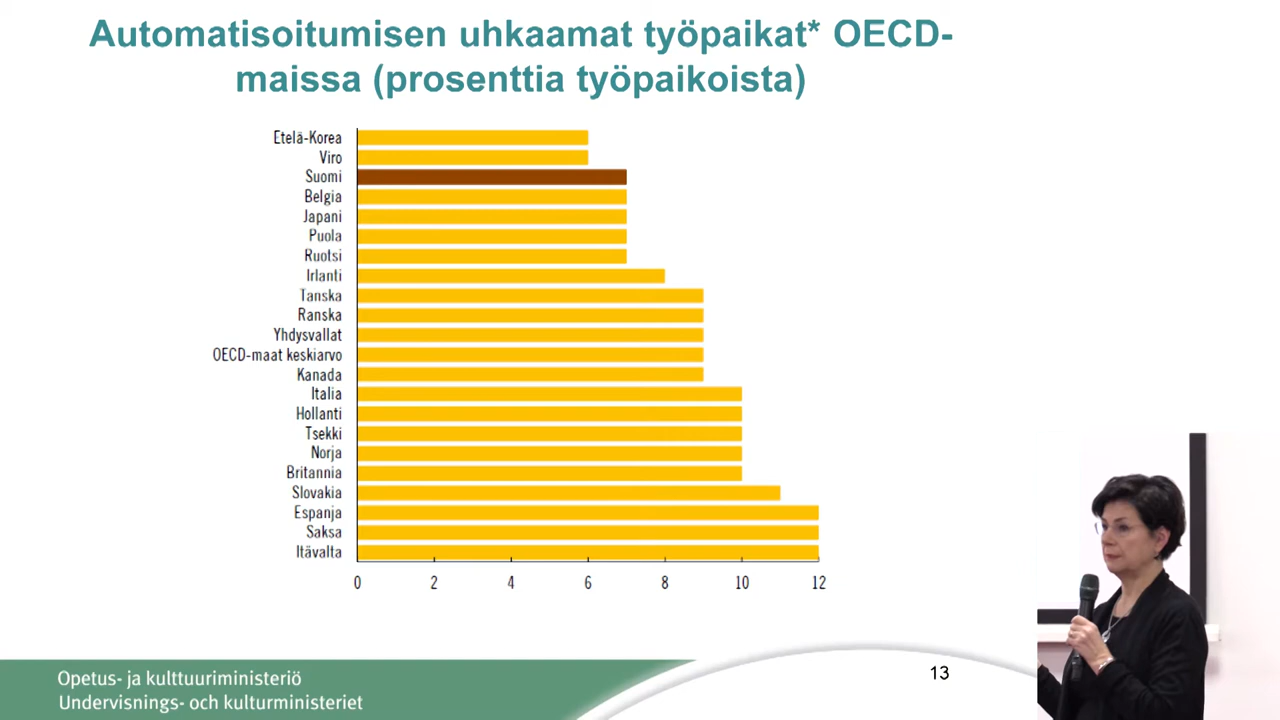 Automatisoitumisen uhkaamat työpaikat* OECD-
maissa (prosenttia työpaikoista)
Etelä-Korea
Viro
Suomi
Belgia
Japani
Puola
Ruotsi
Irlanti
Tanska
Ranska
Yhdysvallat
OECD-maat keskiarvo
Kanada
Italia
Hollanti
Tsekki
Norja
Britannia
Slovakia
Espanja
Saksa
Itävalta
0 2 4 6 8 10 12
Opetus- ja kulttuuriministeriö
Undervisnings- och kulturministeriet
13